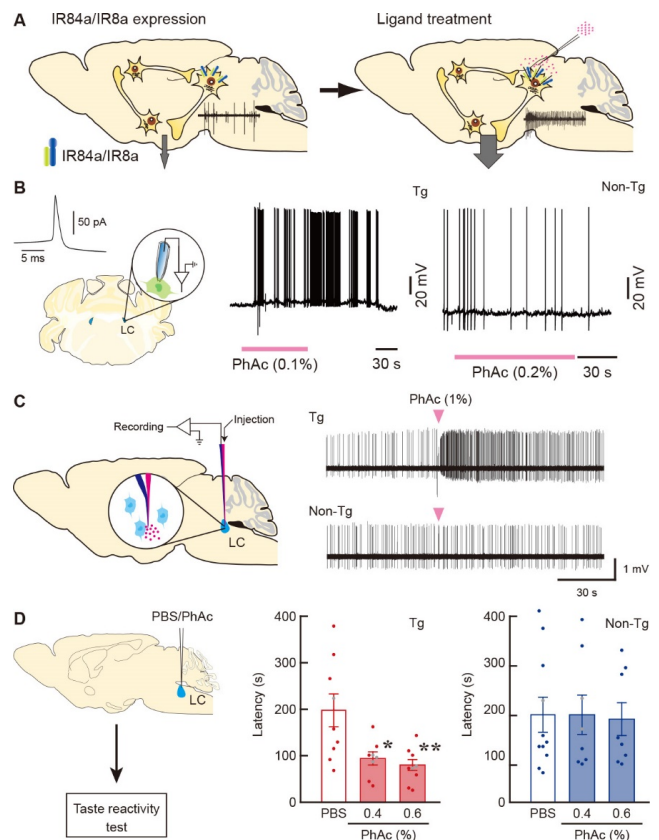 A
IR84a/IR8a expression
Ligand treatment
IR84a/IR8a
B
50 pA
5 ms
LC
Tg
20 mV
PhAc (0.1%)
30 s
Non-Tg
20 mV
PhAc (0.2%)
30 s
C
Recording
Injection
LC
PhAc (1%)
Tg
Non-Tg
1 mV
30 s
D
PBS/PhAc
LC
Taste reactivity
test
Tg
Latency (s)
400
300
200
100
0
*
**
PBS 0.4 0.6
PhAc (%)
Non-Tg
Latency (s)
400
300
200
100
0
PBS 0.4 0.6
PhAc (%)